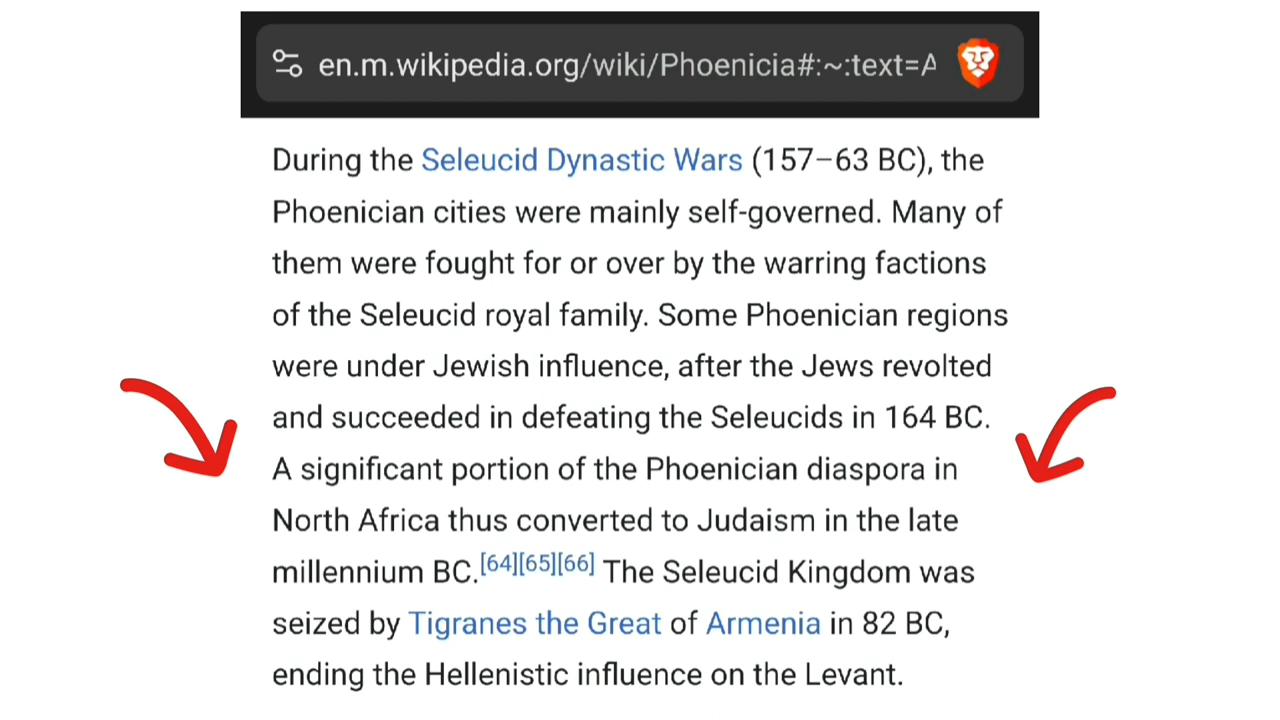 en.m.wikipedia.org/wiki/Phoenicia#:~:text=A
During the Seleucid Dynastic Wars (157–63 BC), the
Phoenician cities were mainly self-governed. Many of
them were fought for or over by the warring factions
of the Seleucid royal family. Some Phoenician regions
were under Jewish influence, after the Jews revolted
and succeeded in defeating the Seleucids in 164 BC.
A significant portion of the Phoenician diaspora in
North Africa thus converted to Judaism in the late
millennium BC.[64][65][66] The Seleucid Kingdom was
seized by Tigranes the Great of Armenia in 82 BC,
ending the Hellenistic influence on the Levant.